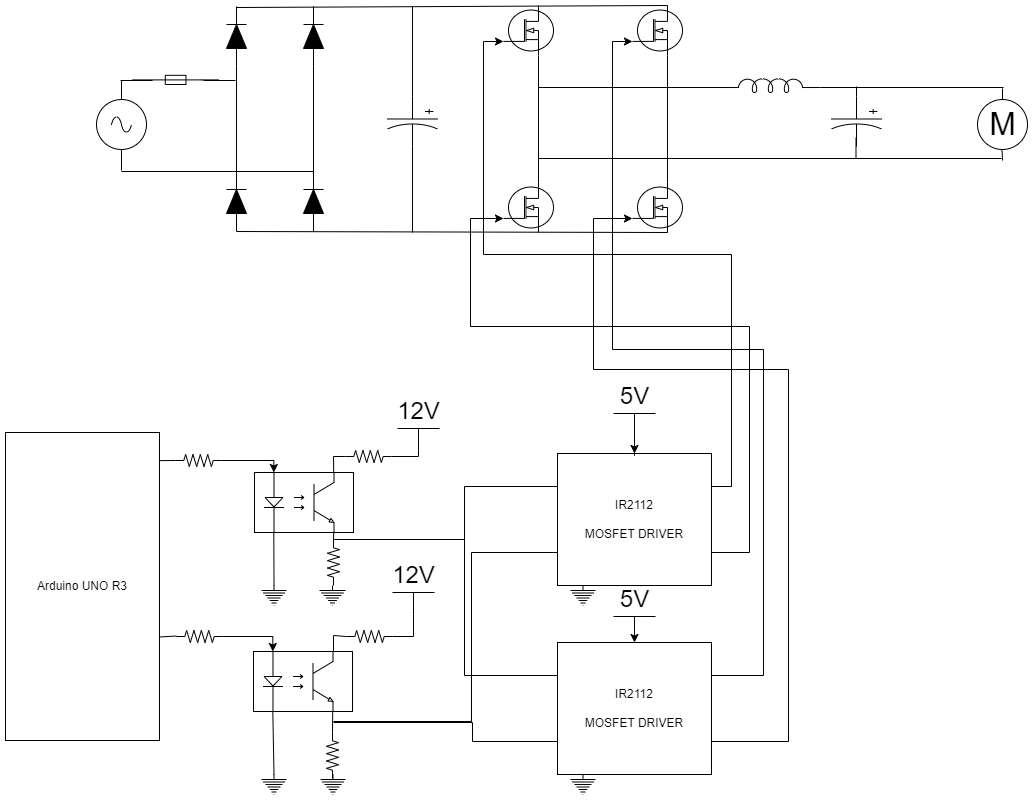 M
12V
5V
IR2112
MOSFET DRIVER
Arduino UNO R3
12V
5V
IR2112
MOSFET DRIVER